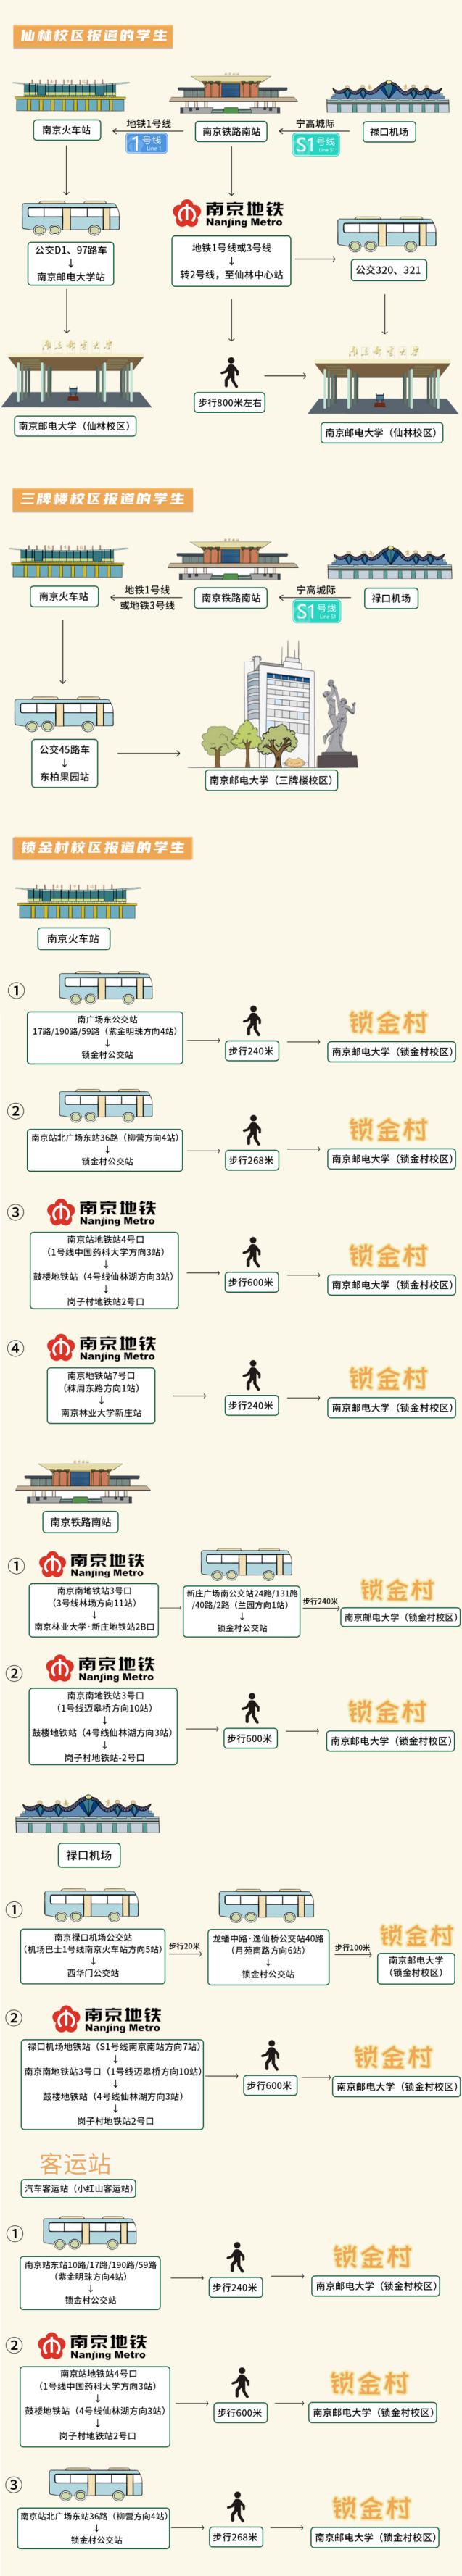 仙林校区报道的学生
南京火车站
地铁1号线
1号线
Line 1
南京铁路南站
宁高城际
S1号线
Line S1
禄口机场
公交D1、97路车
↓
南京邮电大学站
南京地铁
Nanjing Metro
地铁1号线或3号线
↓
转2号线，至仙林中心站
公交320、321
南京邮电大学
南京邮电大学（仙林校区）
步行800米左右
南京邮电大学
南京邮电大学（仙林校区）
三牌楼校区报道的学生
南京火车站
地铁1号线
或地铁3号线
南京铁路南站
宁高城际
S1号线
Line S1
禄口机场
公交45路车
↓
东柏果园站
南京邮电大学（三牌楼校区）
锁金村校区报道的学生
南京火车站
①
南广场东公交站
17路/190路/59路（紫金明珠方向4站）
↓
锁金村公交站
步行240米
锁金村
南京邮电大学（锁金村校区）
②
南京站北广场东站36路（柳营方向4站）
↓
锁金村公交站
步行268米
锁金村
南京邮电大学（锁金村校区）
③
南京地铁
Nanjing Metro
南京站地铁站4号口
（1号线中国药科大学方向3站）
↓
鼓楼地铁站（4号线仙林湖方向3站）
↓
岗子村地铁站2号口
步行600米
锁金村
南京邮电大学（锁金村校区）
④
南京地铁
Nanjing Metro
南京地铁站7号口
（秣周东路方向1站）
↓
南京林业大学新庄站
步行240米
锁金村
南京邮电大学（锁金村校区）
南京铁路南站
①
南京地铁
Nanjing Metro
南京南地铁站3号口
（3号线林场方向11站）
↓
南京林业大学·新庄地铁站2B口
新庄广场南公交站24路/131路
/40路/2路（兰园方向1站）
↓
锁金村公交站
步行240米
锁金村
南京邮电大学（锁金村校区）
②
南京地铁
Nanjing Metro
南京南地铁站3号口
（1号线迈皋桥方向10站）
↓
鼓楼地铁站（4号线仙林湖方向3站）
↓
岗子村地铁站-2号口
步行600米
锁金村
南京邮电大学（锁金村校区）
禄口机场
①
南京禄口机场公交站
（机场巴士1号线南京火车站方向5站）
↓
西华门公交站
步行20米
龙蟠中路·逸仙桥公交站40路
（月苑南路方向6站）
↓
锁金村公交站
步行100米
锁金村
南京邮电大学
（锁金村校区）
②
南京地铁
Nanjing Metro
禄口机场地铁站（S1号线南京南站方向7站）
↓
南京南地铁站3号口（1号线迈皋桥方向10站）
↓
鼓楼地铁站（4号线仙林湖方向3站）
↓
岗子村地铁站2号口
步行600米
锁金村
南京邮电大学（锁金村校区）
客运站
汽车客运站（小红山客运站）
①
南京站东站10路/17路/190路/59路
（紫金明珠方向4站）
↓
锁金村公交站
步行240米
锁金村
南京邮电大学（锁金村校区）
②
南京地铁
Nanjing Metro
南京站地铁站4号口
（1号线中国药科大学方向3站）
↓
鼓楼地铁站（4号线仙林湖方向3站）
↓
岗子村地铁站2号口
步行600米
锁金村
南京邮电大学（锁金村校区）
③
南京站北广场东站36路（柳营方向4站）
↓
锁金村公交站
步行268米
锁金村
南京邮电大学（锁金村校区）